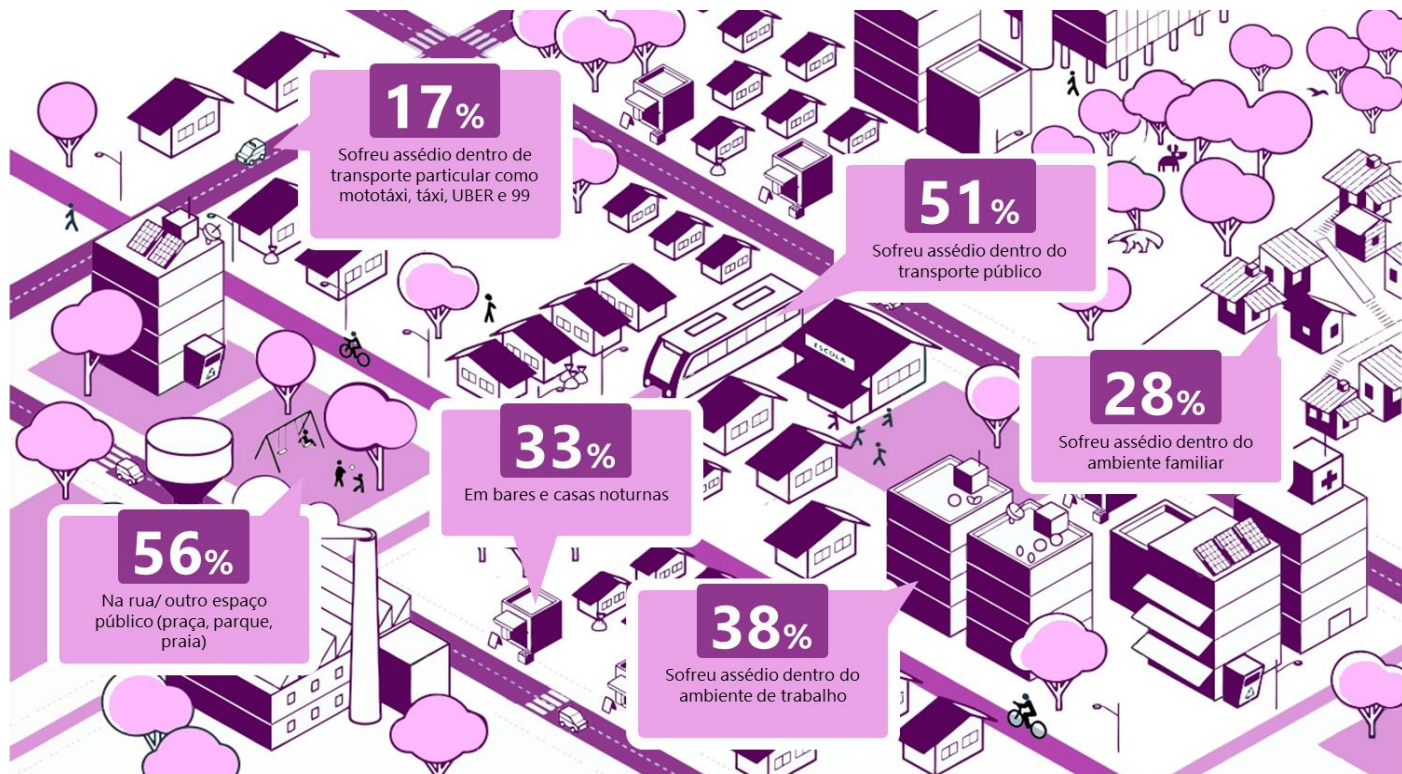 17%
Sofreu assédio dentro de
transporte particular como
mototáxi, táxi, UBER e 99
51%
Sofreu assédio dentro do
transporte público
ESCOLA
28%
Sofreu assédio dentro do
ambiente familiar
33%
Em bares e casas noturnas
56%
Na rua/ outro espaço
público (praça, parque,
praia)
38%
Sofreu assédio dentro do
ambiente de trabalho